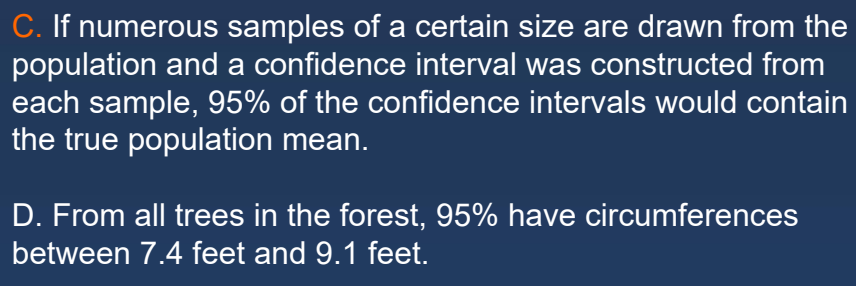 C. If numerous samples of a certain size are drawn from the
population and a confidence interval was constructed from
each sample, 95% of the confidence intervals would contain
the true population mean.
D. From all trees in the forest, 95% have circumferences
between 7.4 feet and 9.1 feet.